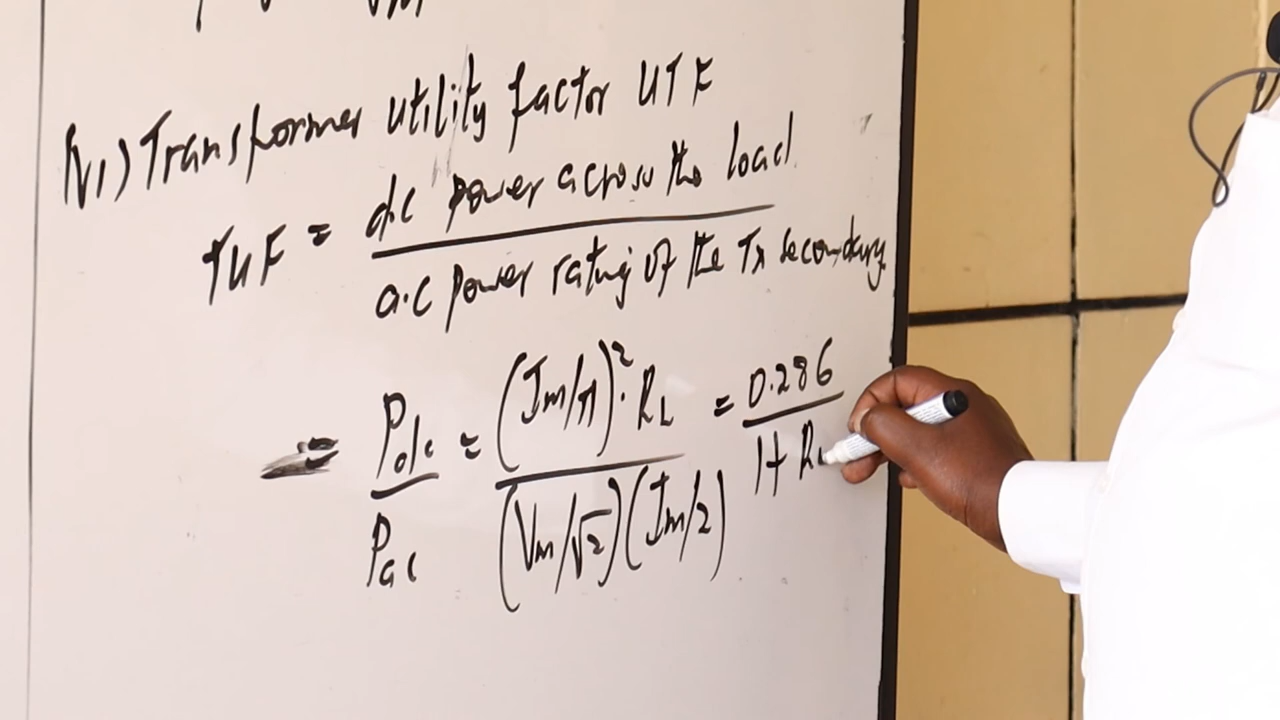 (VI) Transformer utility factor UTF
TUF = d.c power across the load
a.c power rating of the Tx secondary
= Pdc = (Im/π)². RL = 0.286
Pac (Vm/√2)(Im/2) 1+ R